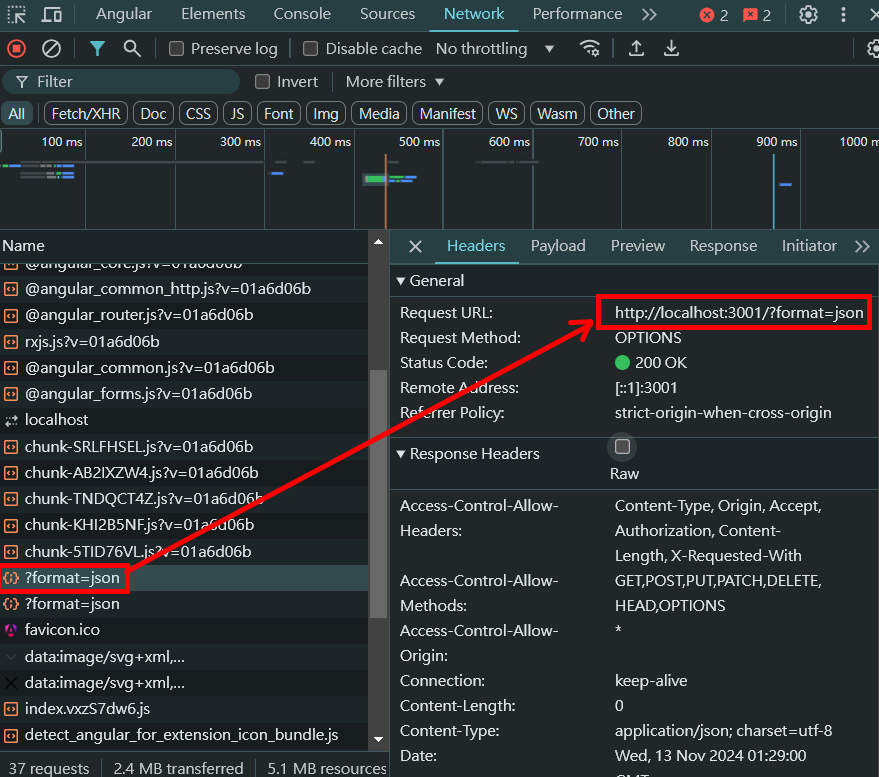 Angular Elements Console Sources Network Performance 2 2
Preserve log Disable cache No throttling
Filter Invert More filters
All Fetch/XHR Doc CSS JS Font Img Media Manifest WS Wasm Other
100 ms 200 ms 300 ms 400 ms 500 ms 600 ms 700 ms 800 ms 900 ms 1000 m
Name
@angular_core.js?v=01a6d06b
@angular_common_http.js?v=01a6d06b
@angular_router.js?v=01a6d06b
rxjs.js?v=01a6d06b
@angular_common.js?v=01a6d06b
@angular_forms.js?v=01a6d06b
localhost
chunk-SRLFHSEL.js?v=01a6d06b
chunk-AB2IXZW4.js?v=01a6d06b
chunk-TNDQCT4Z.js?v=01a6d06b
chunk-KHI2B5NF.js?v=01a6d06b
chunk-5TID76VL.js?v=01a6d06b
?format=json
?format=json
favicon.ico
data:image/svg+xml,...
data:image/svg+xml,...
index.vxzS7dw6.js
detect_angular_for_extension_icon_bundle.js
37 requests 2.4 MB transferred 5.1 MB resources
Headers Payload Preview Response Initiator
General
Request URL: http://localhost:3001/?format=json
Request Method: OPTIONS
Status Code: 200 OK
Remote Address: [::1]:3001
Referrer Policy: strict-origin-when-cross-origin
Response Headers
Raw
Access-Control-Allow- Content-Type, Origin, Accept,
Headers: Authorization, Content-
Length, X-Requested-With
Access-Control-Allow- GET,POST,PUT,PATCH,DELETE,
Methods: HEAD,OPTIONS
Access-Control-Allow- *
Origin:
Connection: keep-alive
Content-Length: 0
Content-Type: application/json; charset=utf-8
Date: Wed, 13 Nov 2024 01:29:00